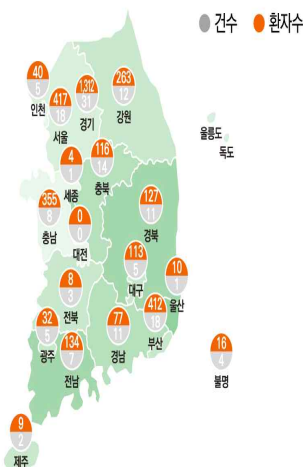 건수 환자수
40
5
인천
417
18
서울
1,312
31
경기
263
12
강원
울릉도
독도
4
1
세종
116
14
충북
355
8
충남
0
0
대전
127
11
경북
113
5
대구
10
1
울산
8
3
전북
32
5
광주
134
7
전남
77
11
경남
412
18
부산
16
4
불명
9
2
제주